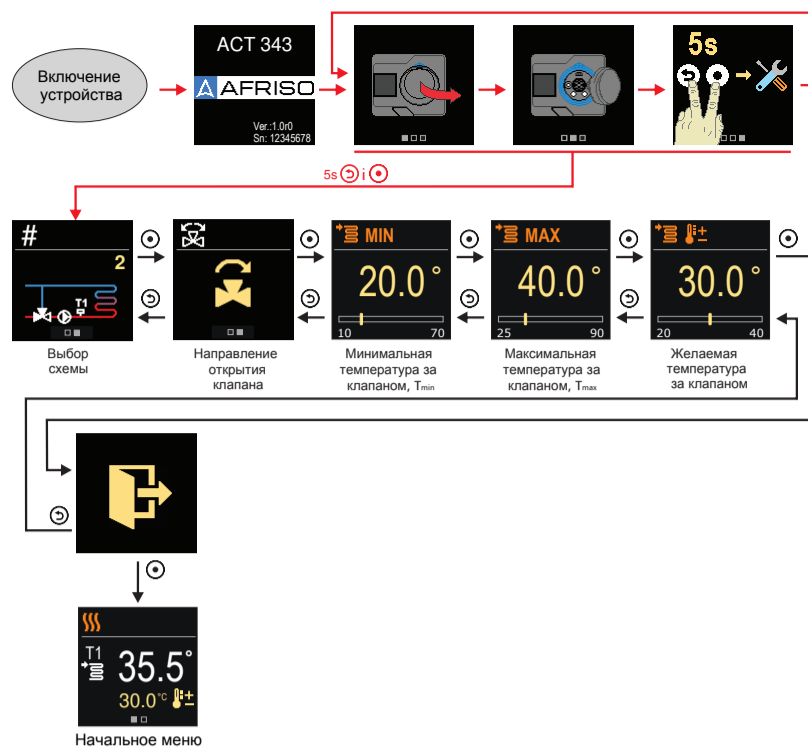 ACT 343
AFRISO
Ver.:1.0r0
Sn: 12345678
Включение
устройства
5s
5s i
#
2
T1
MIN
20.0°
10 70
MAX
40.0°
25 90
30.0°
20 40
Выбор
схемы
Направление
открытия
клапана
Минимальная
температура за
клапаном, Tmin
Максимальная
температура за
клапаном, Tmax
Желаемая
температура
за клапаном
T1
35.5°
30.0°C
Начальное меню